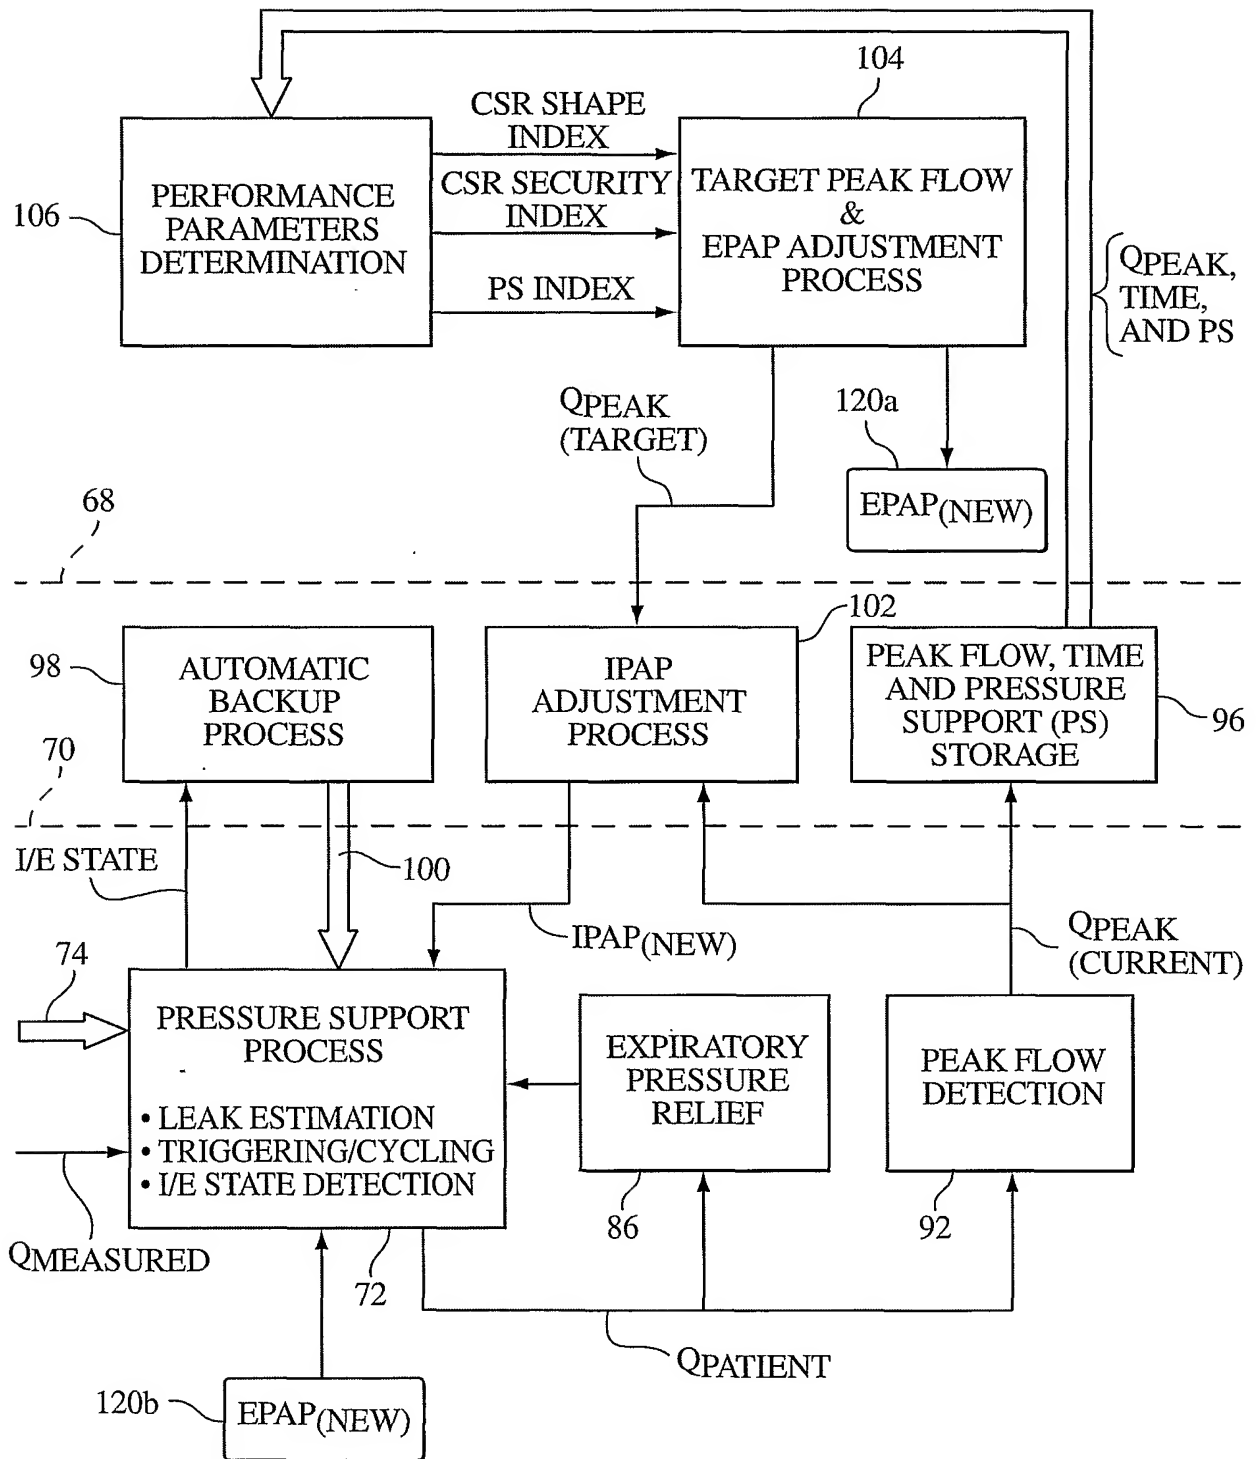 104
CSR SHAPE
INDEX
CSR SECURITY
INDEX
PS INDEX
106
PERFORMANCE
PARAMETERS
DETERMINATION
TARGET PEAK FLOW
&
EPAP ADJUSTMENT
PROCESS
QPEAK,
TIME,
AND PS
QPEAK
(TARGET)
120a
EPAP(NEW)
68
102
98
AUTOMATIC
BACKUP
PROCESS
IPAP
ADJUSTMENT
PROCESS
PEAK FLOW, TIME
AND PRESSURE
SUPPORT (PS)
STORAGE
96
70
I/E STATE
100
IPAP(NEW)
QPEAK
(CURRENT)
74
PRESSURE SUPPORT
PROCESS
• LEAK ESTIMATION
• TRIGGERING/CYCLING
• I/E STATE DETECTION
EXPIRATORY
PRESSURE
RELIEF
PEAK FLOW
DETECTION
QMEASURED
72
86
92
QPATIENT
120b
EPAP(NEW)